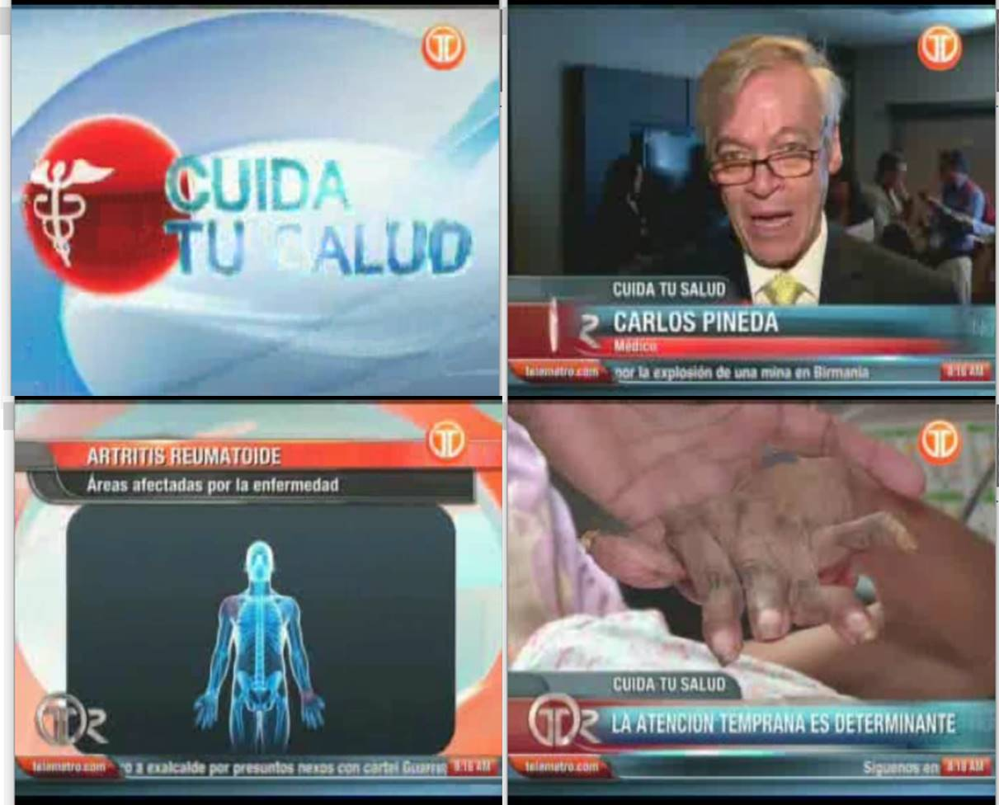 CUIDA
TU SALUD
CUIDA TU SALUD
CARLOS PINEDA
Médico
telemetro.com por la explosión de una mina en Birmania 8:16 AM
ARTRITIS REUMATOIDE
Áreas afectadas por la enfermedad
telemetro.com o a exalcalde por presuntos nexos con cartel Guerre 8:16 AM
CUIDA TU SALUD
LA ATENCION TEMPRANA ES DETERMINANTE
telemetro.com Síguenos en 8:18 AM